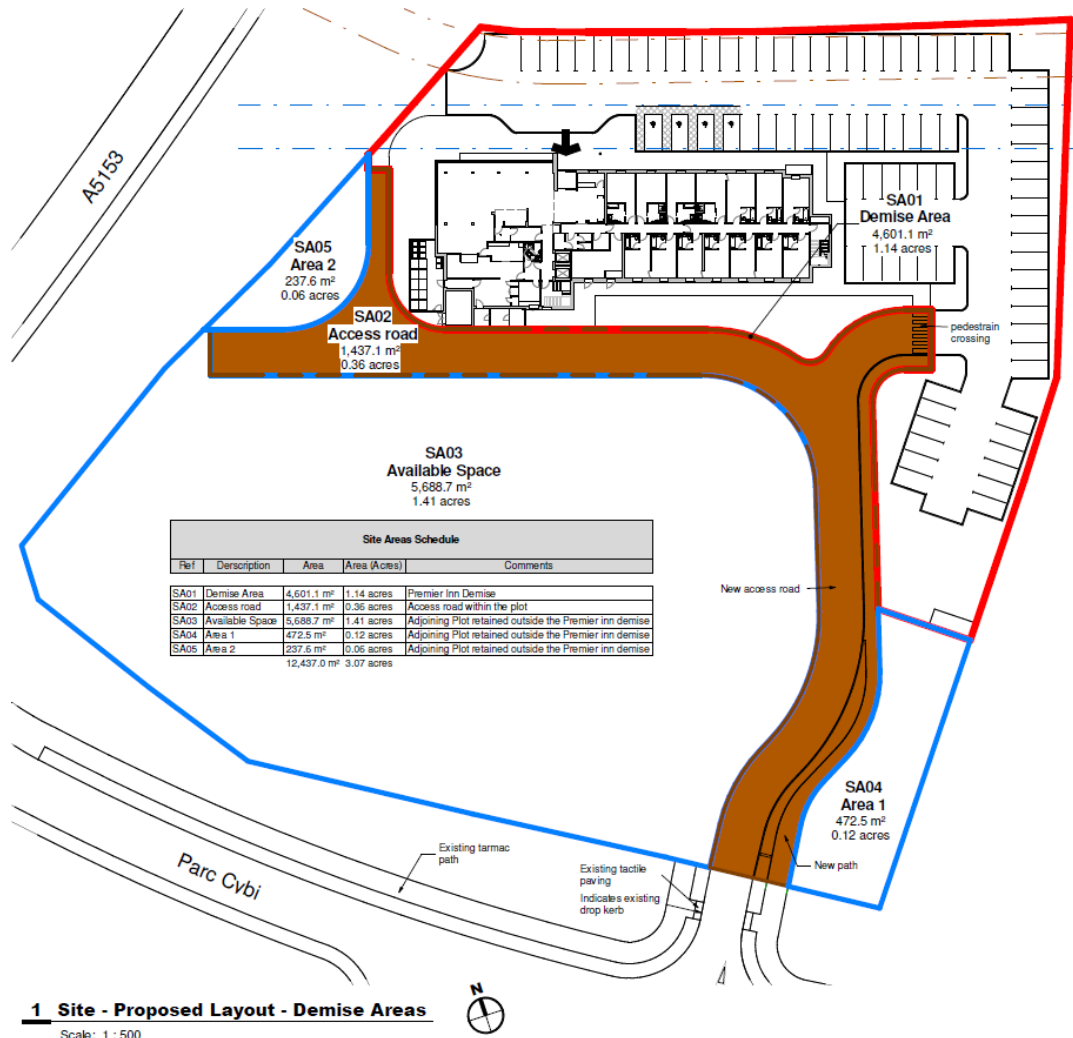 A5153
SA01
Demise Area
4,601.1 m²
1.14 acres
SA05
Area 2
237.6 m²
0.06 acres
SA02
Access road
1,437.1 m²
0.36 acres
pedestrain
crossing
SA03
Available Space
5,688.7 m²
1.41 acres
Site Areas Schedule
Ref Derscription Area Area (Acres) Comments
SA01 Demise Area 4,601.1 m² 1.14 acres Premier Inn Demise
SA02 Access road 1,437.1 m² 0.36 acres Access road within the plot
SA03 Available Space 5,688.7 m² 1.41 acres Adjoining Plot retained outside the Premier inn demise
SA04 Area 1 472.5 m² 0.12 acres Adjoining Plot retained outside the Premier inn demise
SA05 Area 2 237.6 m² 0.06 acres Adjoining Plot retained outside the Premier inn demise
12,437.0 m² 3.07 acres
New access road
SA04
Area 1
472.5 m²
0.12 acres
Existing tarmac
path
Parc Cybi
Existing tactile
paving
Indicates existing
drop kerb
New path
N
1 Site - Proposed Layout - Demise Areas
Scale: 1 : 500